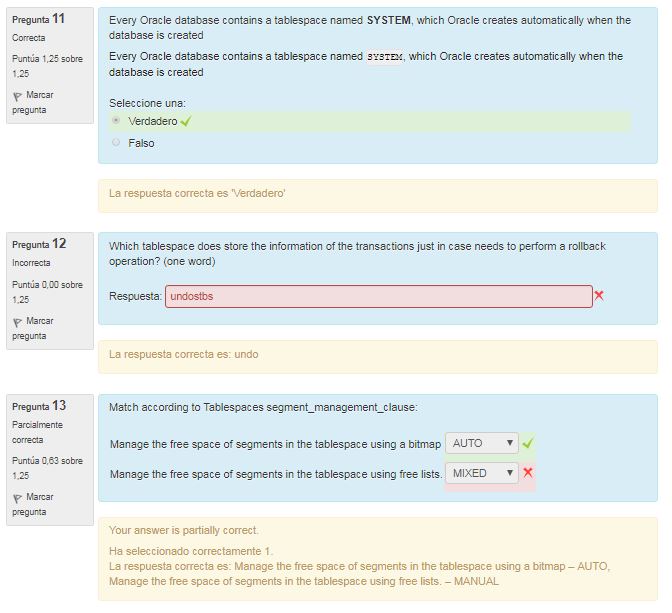 Pregunta 11
Correcta
Puntúa 1,25 sobre
1,25
Marcar
pregunta
Every Oracle database contains a tablespace named SYSTEM, which Oracle creates automatically when the
database is created
Every Oracle database contains a tablespace named SYSTEM, which Oracle creates automatically when the
database is created
Seleccione una:
Verdadero
Falso
La respuesta correcta es 'Verdadero'
Pregunta 12
Incorrecta
Puntúa 0,00 sobre
1,25
Marcar
pregunta
Which tablespace does store the information of the transactions just in case needs to perform a rollback
operation? (one word)
Respuesta: undostbs
La respuesta correcta es: undo
Pregunta 13
Parcialmente
correcta
Puntúa 0,63 sobre
1,25
Marcar
pregunta
Match according to Tablespaces segment_management_clause:
Manage the free space of segments in the tablespace using a bitmap AUTO
Manage the free space of segments in the tablespace using free lists. MIXED
Your answer is partially correct.
Ha seleccionado correctamente 1.
La respuesta correcta es: Manage the free space of segments in the tablespace using a bitmap – AUTO,
Manage the free space of segments in the tablespace using free lists. – MANUAL